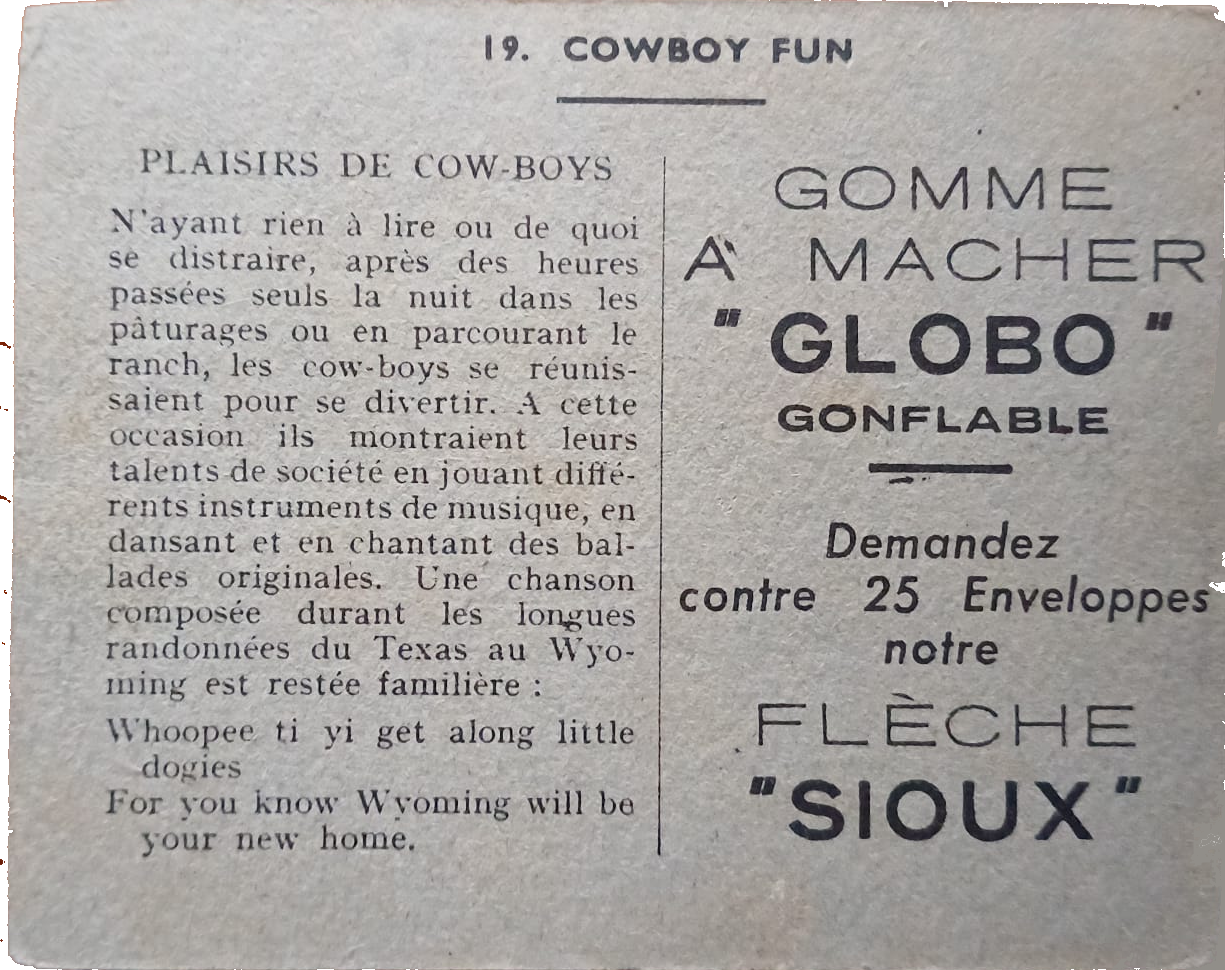 19. COWBOY FUN
PLAISIRS DE COW-BOYS
N'ayant rien à lire ou de quoi
se distraire, après des heures
passées seuls la nuit dans les
pâturages ou en parcourant le
ranch, les cow-boys se réunis-
saient pour se divertir. A cette
occasion ils montraient leurs
talents de société en jouant diffé-
rents instruments de musique, en
dansant et en chantant des bal-
lades originales. Une chanson
composée durant les longues
randonnées du Texas au Wyo-
ming est restée familière :
Whoopee ti yi get along little
dogies
For you know Wyoming will be
your new home.
GOMME
A MACHER
"GLOBO"
GONFLABLE
Demandez
contre 25 Enveloppes
notre
FLÈCHE
"SIOUX"